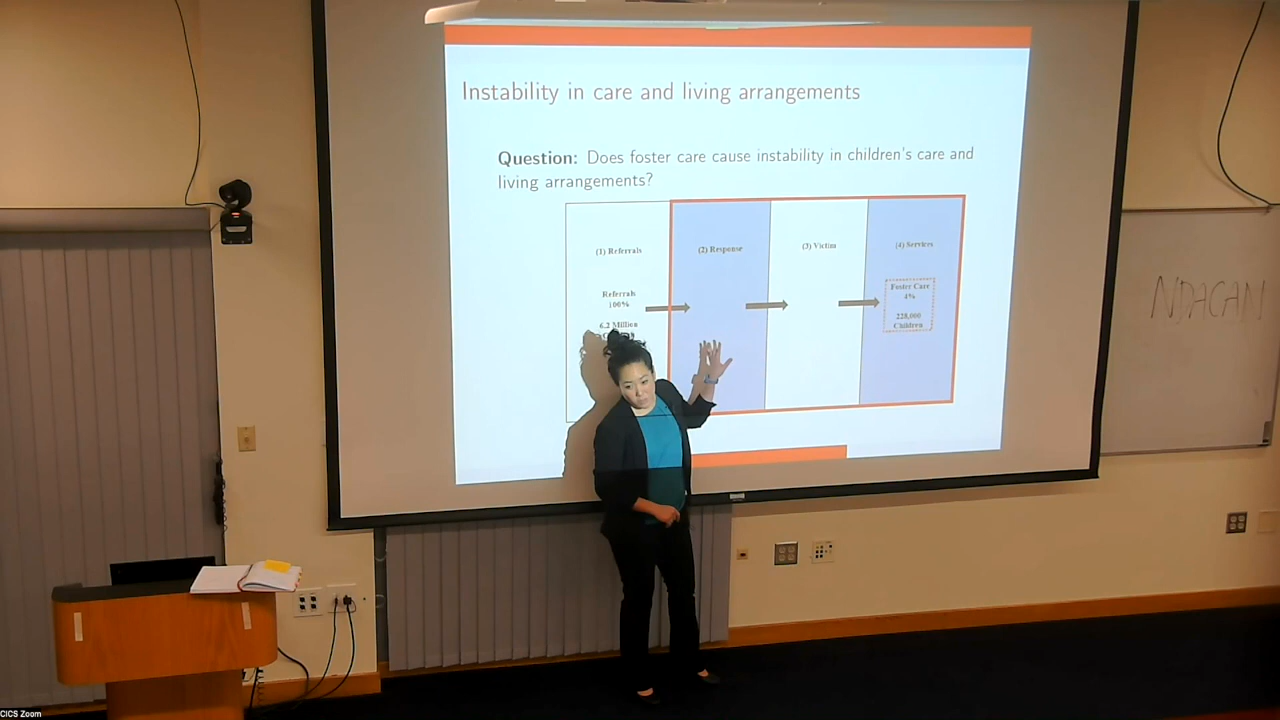 Instability in care and living arrangements
Question: Does foster care cause instability in children's care and
living arrangements?
(1) Referrals
(2) Response
(3) Victim
(4) Services
Referrals
100%
6.2 Million
Foster Care
4%
228,000
Children
NDACAN
CICS Zoom